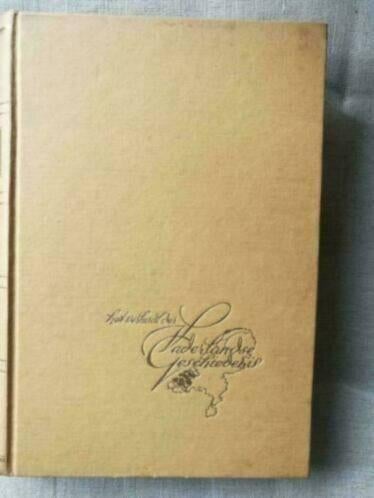 het verhaal der
Vaderlandse
Geschiedenis